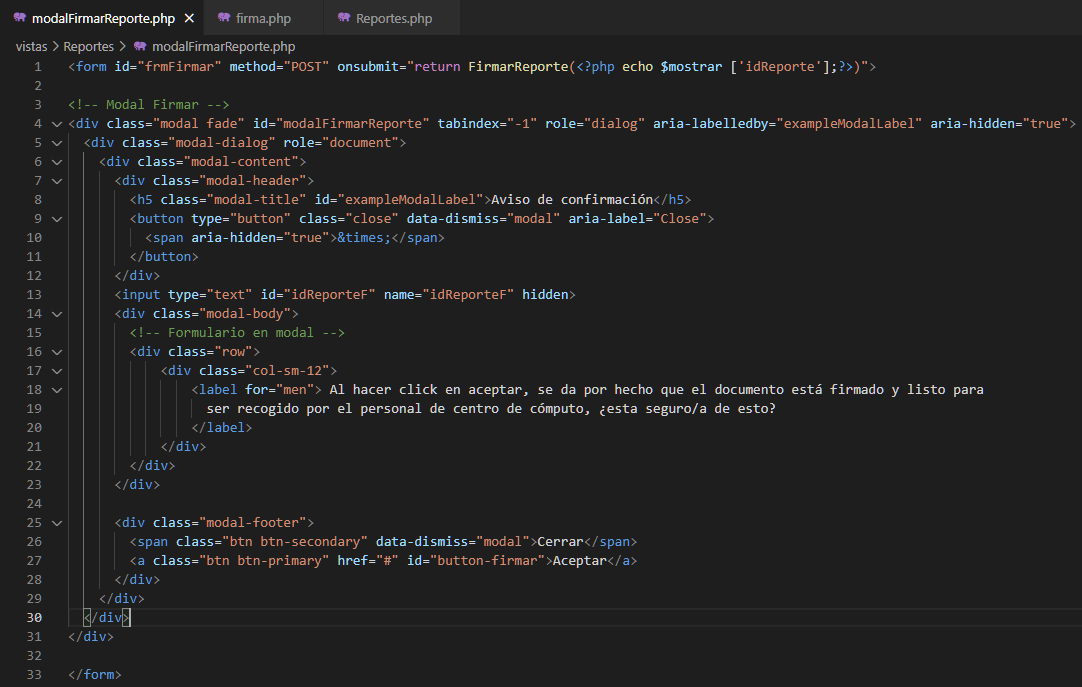 modalFirmarReporte.php × firma.php Reportes.php
vistas > Reportes > modalFirmarReporte.php
1 <form id="frmFirmar" method="POST" onsubmit="return FirmarReporte(<?php echo $mostrar ['idReporte'];?>)">
2
3 <!-- Modal Firmar -->
4 <div class="modal fade" id="modalFirmarReporte" tabindex="-1" role="dialog" aria-labelledby="exampleModalLabel" aria-hidden="true">
5 <div class="modal-dialog" role="document">
6 <div class="modal-content">
7 <div class="modal-header">
8 <h5 class="modal-title" id="exampleModalLabel">Aviso de confirmación</h5>
9 <button type="button" class="close" data-dismiss="modal" aria-label="Close">
10 <span aria-hidden="true">&times;</span>
11 </button>
12 </div>
13 <input type="text" id="idReporteF" name="idReporteF" hidden>
14 <div class="modal-body">
15 <!-- Formulario en modal -->
16 <div class="row">
17 <div class="col-sm-12">
18 <label for="men"> Al hacer click en aceptar, se da por hecho que el documento está firmado y listo para
19 ser recogido por el personal de centro de cómputo, ¿esta seguro/a de esto?
20 </label>
21 </div>
22 </div>
23 </div>
24
25 <div class="modal-footer">
26 <span class="btn btn-secondary" data-dismiss="modal">Cerrar</span>
27 <a class="btn btn-primary" href="#" id="button-firmar">Aceptar</a>
28 </div>
29 </div>
30 </div>
31 </div>
32
33 </form>